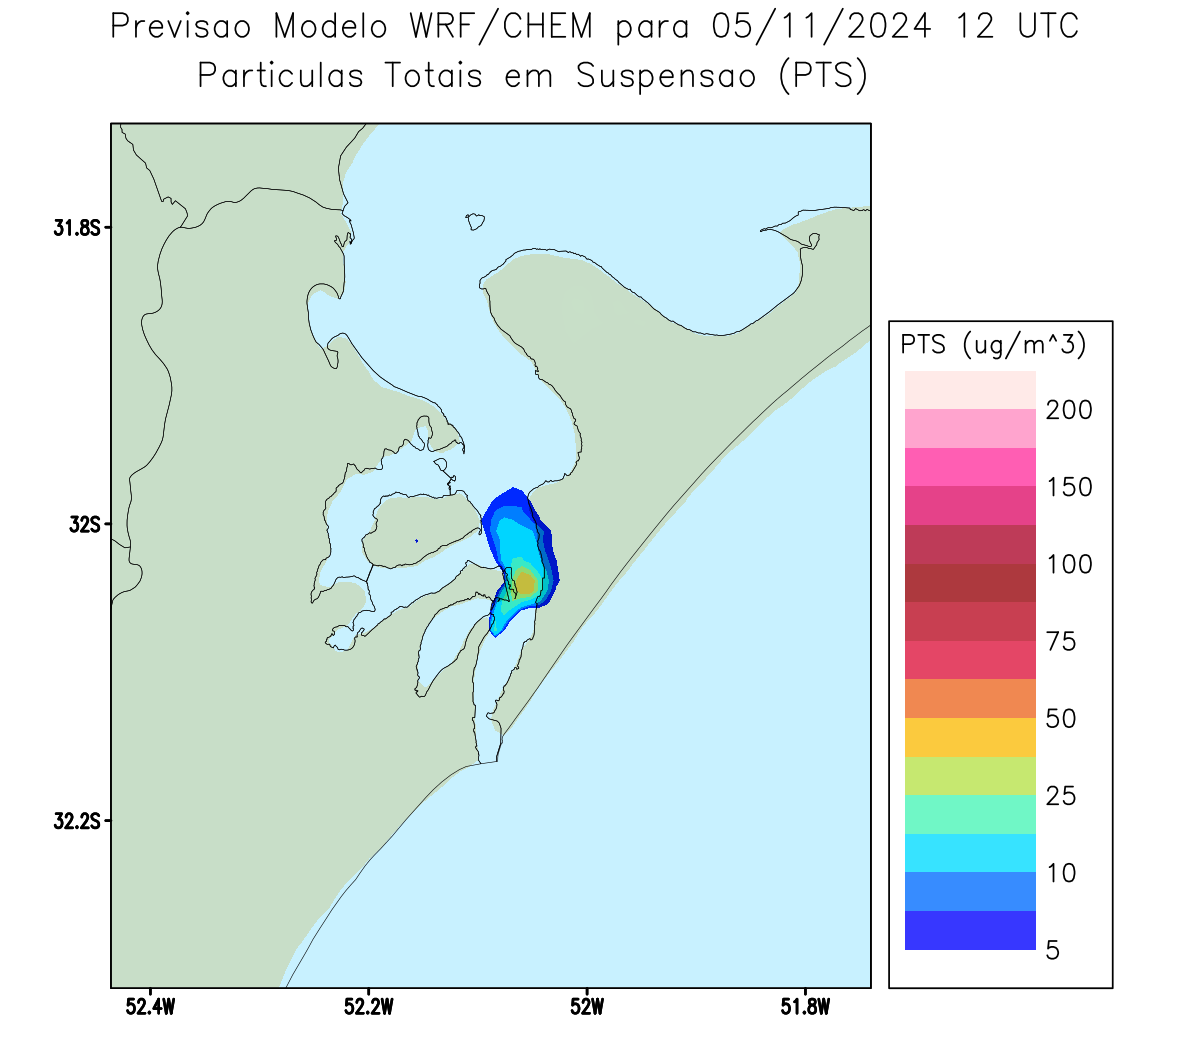 Previsao Modelo WRF/CHEM para 05/11/2024 12 UTC
Particulas Totais em Suspensao (PTS)
31.8S
32S
32.2S
52.4W
52.2W
52W
51.8W
PTS (ug/m^3)
200
150
100
75
50
25
10
5